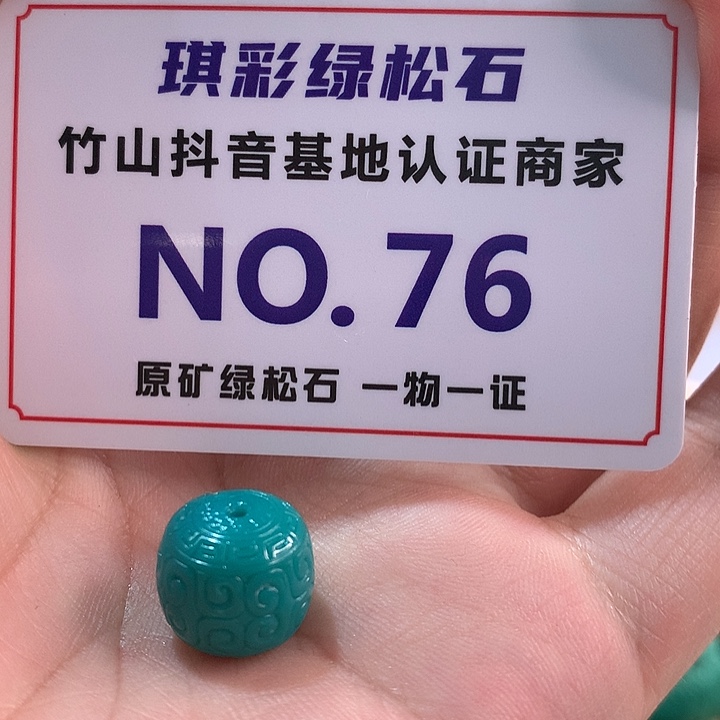 琪彩绿松石
竹山抖音基地认证商家
NO.76
原矿绿松石 一物一证